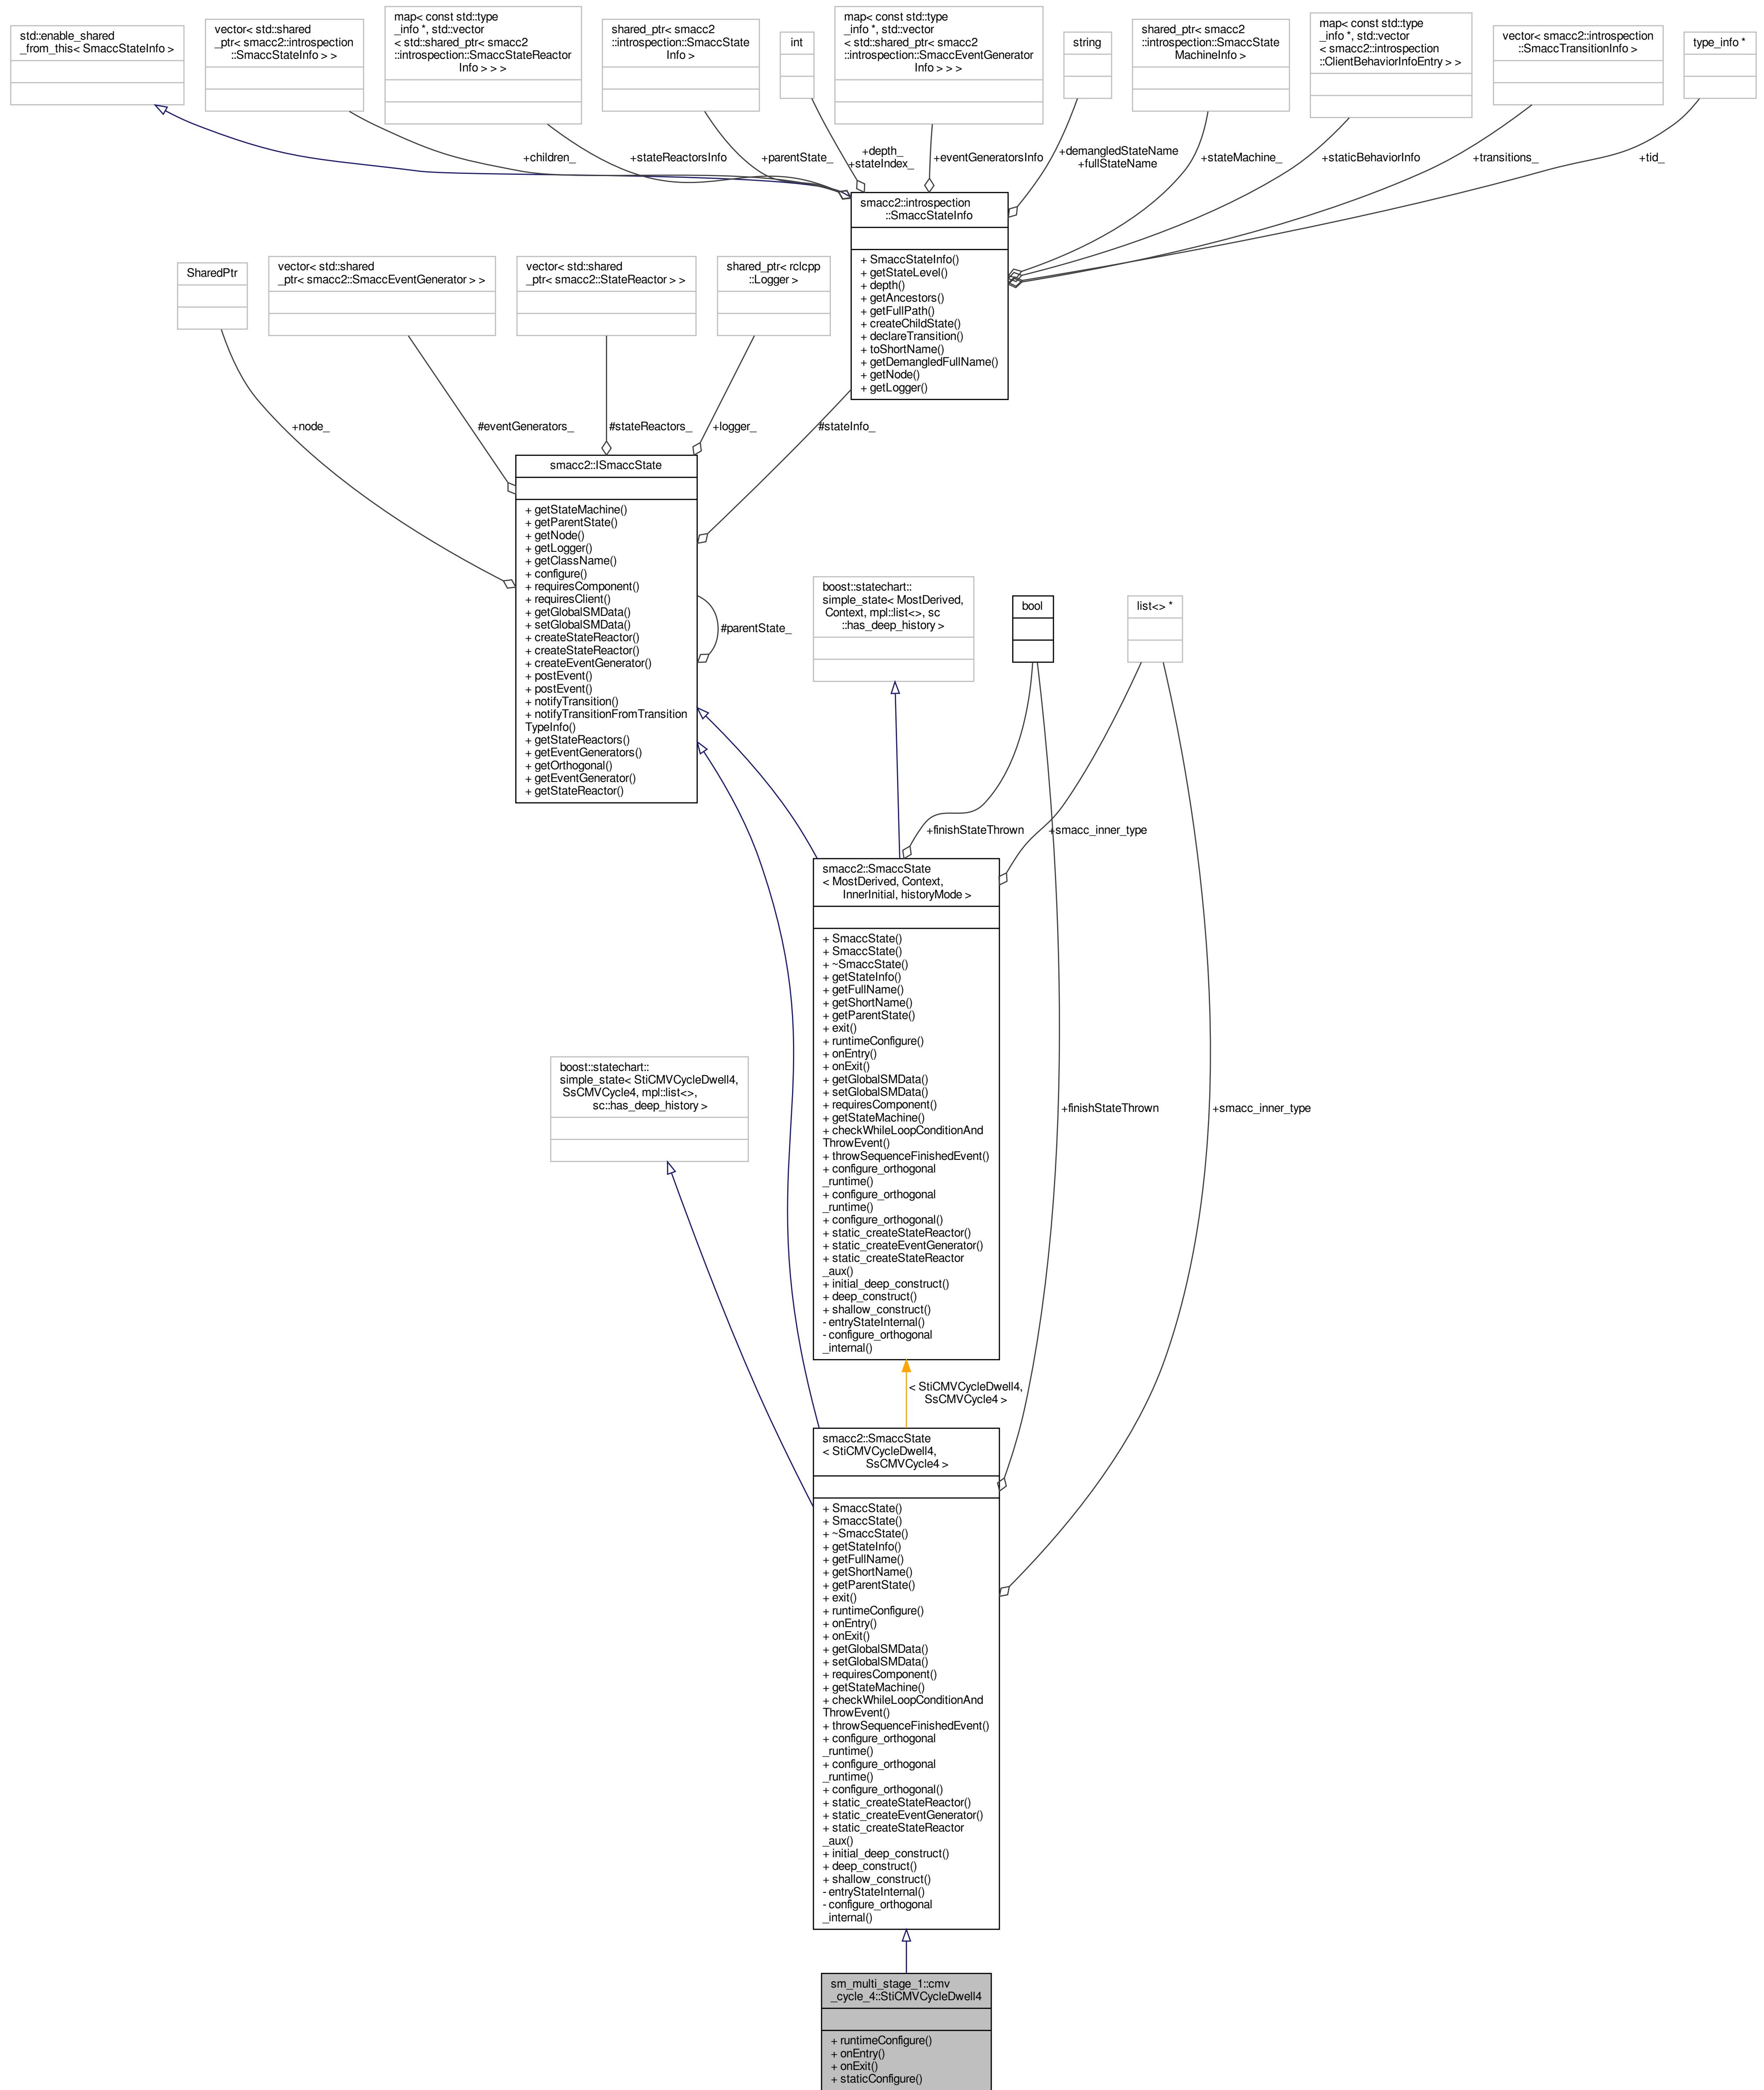 std::enable_shared
_from_this< SmaccStateInfo >
vector< std::shared
_ptr< smacc2::introspection
::SmaccStateInfo > >
map< const std::type
_info *, std::vector
< std::shared_ptr< smacc2
::introspection::SmaccStateReactor
Info > > >
shared_ptr< smacc2
::introspection::SmaccState
Info >
int
map< const std::type
_info *, std::vector
< std::shared_ptr< smacc2
::introspection::SmaccEventGenerator
Info > > >
string
shared_ptr< smacc2
::introspection::SmaccState
MachineInfo >
map< const std::type
_info *, std::vector
< smacc2::introspection
::ClientBehaviorInfoEntry > >
vector< smacc2::introspection
::SmaccTransitionInfo >
type_info *
+children_
+stateReactorsInfo
+parentState_
+depth_
+stateIndex_
+eventGeneratorsInfo
+demangledStateName
+fullStateName
+stateMachine_
+staticBehaviorInfo
+transitions_
+tid_
smacc2::introspection
::SmaccStateInfo
+ SmaccStateInfo()
+ getStateLevel()
+ depth()
+ getAncestors()
+ getFullPath()
+ createChildState()
+ declareTransition()
+ toShortName()
+ getDemangledFullName()
+ getNode()
+ getLogger()
SharedPtr
vector< std::shared
_ptr< smacc2::SmaccEventGenerator > >
vector< std::shared
_ptr< smacc2::StateReactor > >
shared_ptr< rclcpp
::Logger >
+node_
#eventGenerators_
#stateReactors_
+logger_
#stateInfo_
smacc2::ISmaccState
+ getStateMachine()
+ getParentState()
+ getNode()
+ getLogger()
+ getClassName()
+ configure()
+ requiresComponent()
+ requiresClient()
+ getGlobalSMData()
+ setGlobalSMData()
+ createStateReactor()
+ createStateReactor()
+ createEventGenerator()
+ postEvent()
+ postEvent()
+ notifyTransition()
+ notifyTransitionFromTransition
TypeInfo()
+ getStateReactors()
+ getEventGenerators()
+ getOrthogonal()
+ getEventGenerator()
+ getStateReactor()
#parentState_
boost::statechart::
simple_state< MostDerived,
Context, mpl::list<>, sc
::has_deep_history >
bool
list<> *
+finishStateThrown
+smacc_inner_type
smacc2::SmaccState
< MostDerived, Context,
InnerInitial, historyMode >
+ SmaccState()
+ SmaccState()
+ ~SmaccState()
+ getStateInfo()
+ getFullName()
+ getShortName()
+ getParentState()
+ exit()
+ runtimeConfigure()
+ onEntry()
+ onExit()
+ getGlobalSMData()
+ setGlobalSMData()
+ requiresComponent()
+ getStateMachine()
+ checkWhileLoopConditionAnd
ThrowEvent()
+ throwSequenceFinishedEvent()
+ configure_orthogonal
_runtime()
+ configure_orthogonal
_runtime()
+ configure_orthogonal()
+ static_createStateReactor()
+ static_createEventGenerator()
+ static_createStateReactor
_aux()
+ initial_deep_construct()
+ deep_construct()
+ shallow_construct()
- entryStateInternal()
- configure_orthogonal
_internal()
boost::statechart::
simple_state< StiCMVCycleDwell4,
SsCMVCycle4, mpl::list<>,
sc::has_deep_history >
+finishStateThrown
+smacc_inner_type
< StiCMVCycleDwell4,
SsCMVCycle4 >
smacc2::SmaccState
< StiCMVCycleDwell4,
SsCMVCycle4 >
+ SmaccState()
+ SmaccState()
+ ~SmaccState()
+ getStateInfo()
+ getFullName()
+ getShortName()
+ getParentState()
+ exit()
+ runtimeConfigure()
+ onEntry()
+ onExit()
+ getGlobalSMData()
+ setGlobalSMData()
+ requiresComponent()
+ getStateMachine()
+ checkWhileLoopConditionAnd
ThrowEvent()
+ throwSequenceFinishedEvent()
+ configure_orthogonal
_runtime()
+ configure_orthogonal
_runtime()
+ configure_orthogonal()
+ static_createStateReactor()
+ static_createEventGenerator()
+ static_createStateReactor
_aux()
+ initial_deep_construct()
+ deep_construct()
+ shallow_construct()
- entryStateInternal()
- configure_orthogonal
_internal()
sm_multi_stage_1::cmv
_cycle_4::StiCMVCycleDwell4
+ runtimeConfigure()
+ onEntry()
+ onExit()
+ staticConfigure()